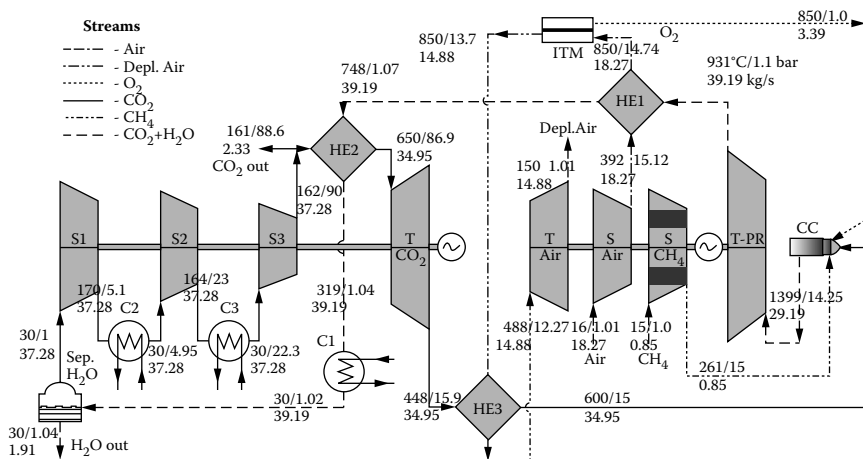 Streams
- Air
- Depl. Air
- O2
- CO2
- CH4
- CO2+H2O
850/13.7
14.88
ITM
O2
850/14.74
18.27
850/1.0
3.39
748/1.07
39.19
HE1
931°C/1.1 bar
39.19 kg/s
161/88.6
2.33
CO2 out
HE2
650/86.9
34.95
Depl.Air
150 1.01
14.88
392 15.12
18.27
162/90
37.28
S1
S2
S3
T
CO2
T
Air
S
Air
S
CH4
T-PR
CC
170/5.1
37.28
C2
164/23
37.28
C3
319/1.04
39.19
C1
1399/14.25
29.19
30/1
37.28
Sep.
H2O
30/4.95
37.28
30/22.3
37.28
488/12.27
14.88
16/1.01
18.27
Air
15/1.0
0.85
CH4
261/15
0.85
30/1.02
39.19
448/15.9
34.95
HE3
600/15
34.95
30/1.04
1.91
H2O out